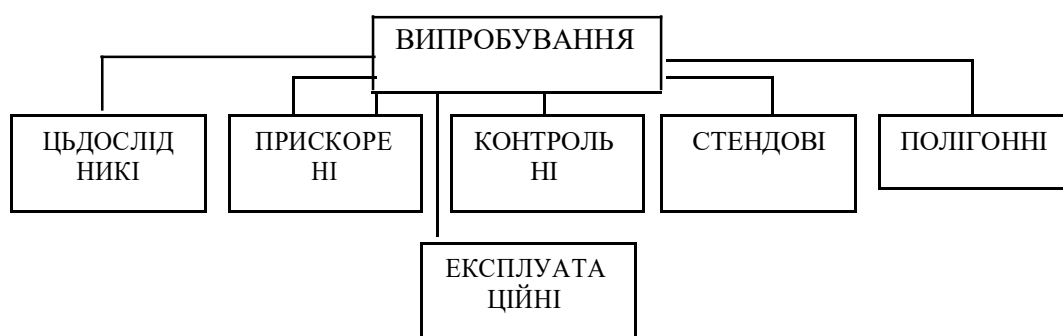 ВИПРОБУВАННЯ
ЦЬДОСЛІД
НИКІ
ПРИСКОРЕ
НІ
КОНТРОЛЬ
НІ
СТЕНДОВІ
ПОЛІГОННІ
ЕКСПЛУАТА
ЦІЙНІ